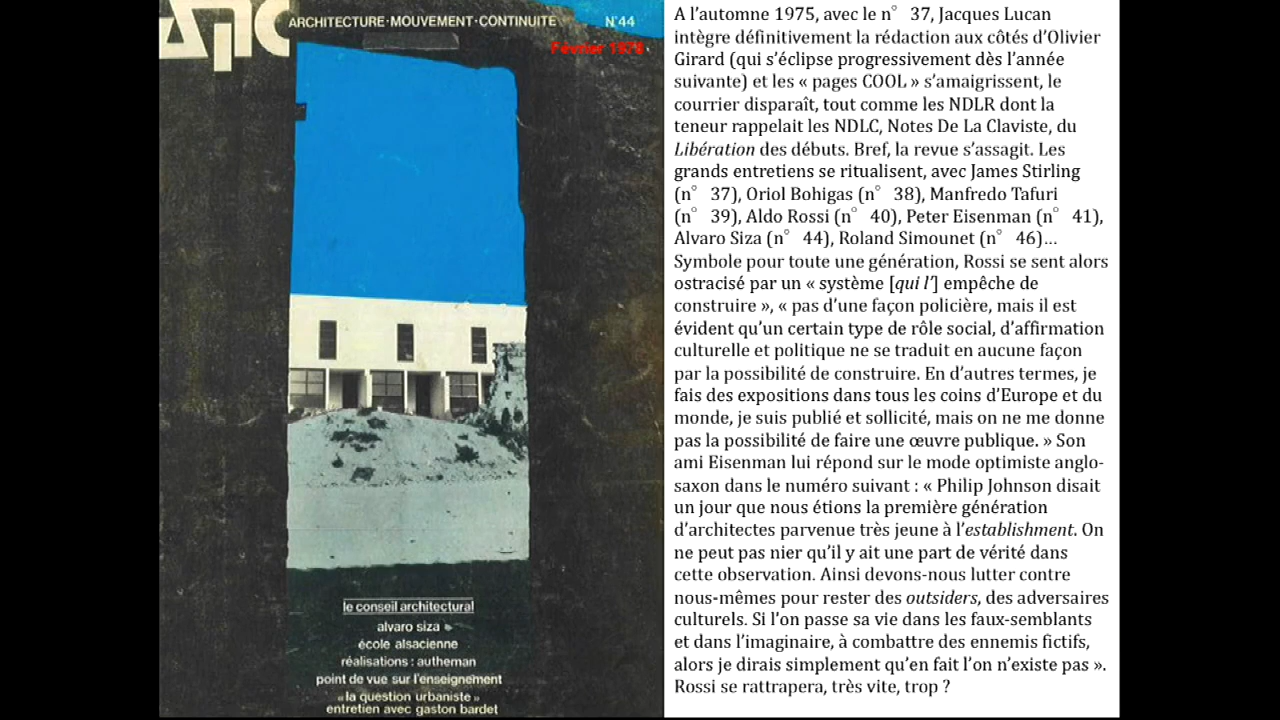 AMC
ARCHITECTURE·MOUVEMENT·CONTINUITE
N°44
Février 1978
le conseil architectural
alvaro siza
école alsacienne
réalisations : autheman
point de vue sur l'enseignement
«la question urbaniste»
entretien avec gaston bardet
A l’automne 1975, avec le n° 37, Jacques Lucan
intègre définitivement la rédaction aux côtés d’Olivier
Girard (qui s’éclipse progressivement dès l’année
suivante) et les « pages COOL » s’amaigrissent, le
courrier disparaît, tout comme les NDLR dont la
teneur rappelait les NDLC, Notes De La Claviste, du
Libération des débuts. Bref, la revue s’assagit. Les
grands entretiens se ritualisent, avec James Stirling
(n° 37), Oriol Bohigas (n° 38), Manfredo Tafuri
(n° 39), Aldo Rossi (n° 40), Peter Eisenman (n° 41),
Alvaro Siza (n° 44), Roland Simounet (n° 46)…
Symbole pour toute une génération, Rossi se sent alors
ostracisé par un « système [qui l’] empêche de
construire », « pas d’une façon policière, mais il est
évident qu’un certain type de rôle social, d’affirmation
culturelle et politique ne se traduit en aucune façon
par la possibilité de construire. En d’autres termes, je
fais des expositions dans tous les coins d’Europe et du
monde, je suis publié et sollicité, mais on ne me donne
pas la possibilité de faire une œuvre publique. » Son
ami Eisenman lui répond sur le mode optimiste anglo-
saxon dans le numéro suivant : « Philip Johnson disait
un jour que nous étions la première génération
d’architectes parvenue très jeune à l’establishment. On
ne peut pas nier qu’il y ait une part de vérité dans
cette observation. Ainsi devons-nous lutter contre
nous-mêmes pour rester des outsiders, des adversaires
culturels. Si l’on passe sa vie dans les faux-semblants
et dans l’imaginaire, à combattre des ennemis fictifs,
alors je dirais simplement qu’en fait l’on n’existe pas ».
Rossi se rattrapera, très vite, trop ?